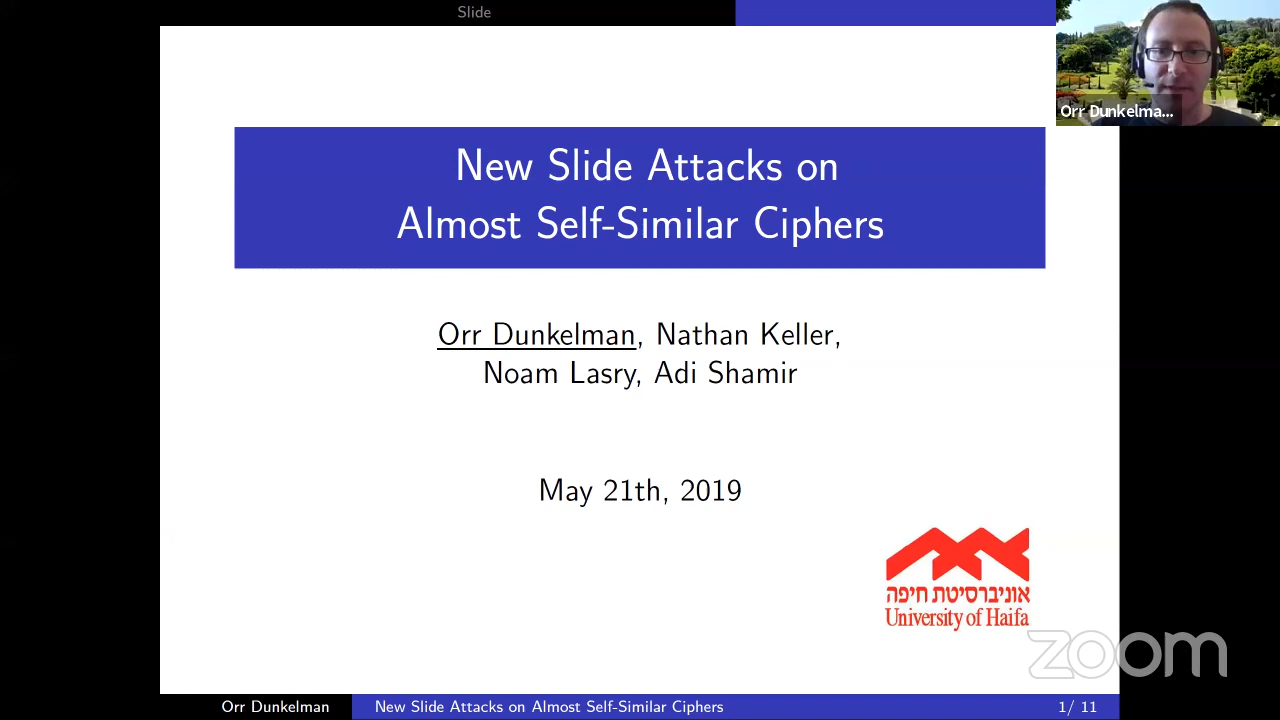 Slide
Orr Dunkelma...
New Slide Attacks on
Almost Self-Similar Ciphers
Orr Dunkelman, Nathan Keller,
Noam Lasry, Adi Shamir
May 21th, 2019
אוניברסיטת חיפה
University of Haifa
zoom
Orr Dunkelman
New Slide Attacks on Almost Self-Similar Ciphers
1/ 11